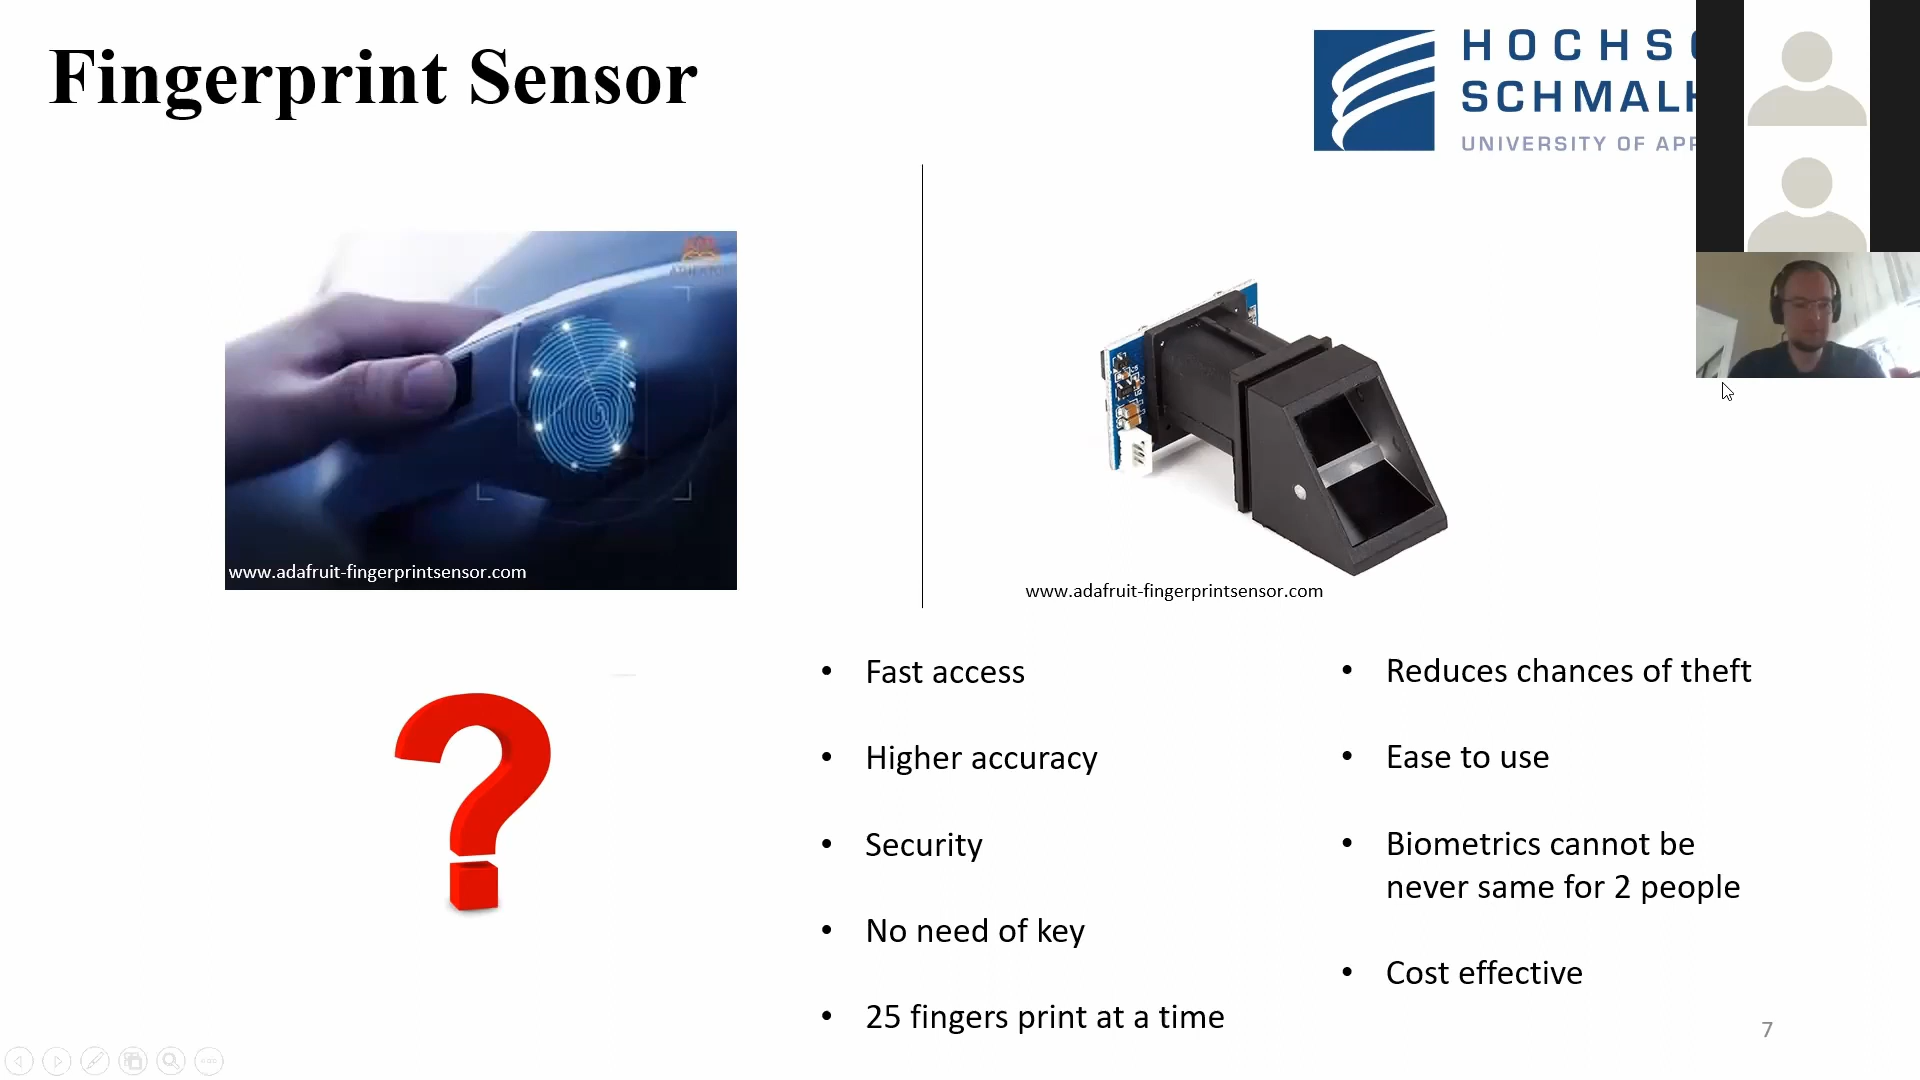 Fingerprint Sensor
HOCHSC
SCHMALK
UNIVERSITY OF APP
www.adafruit-fingerprintsensor.com
www.adafruit-fingerprintsensor.com
• Fast access
• Higher accuracy
• Security
• No need of key
• 25 fingers print at a time
• Reduces chances of theft
• Ease to use
• Biometrics cannot be
never same for 2 people
• Cost effective
7